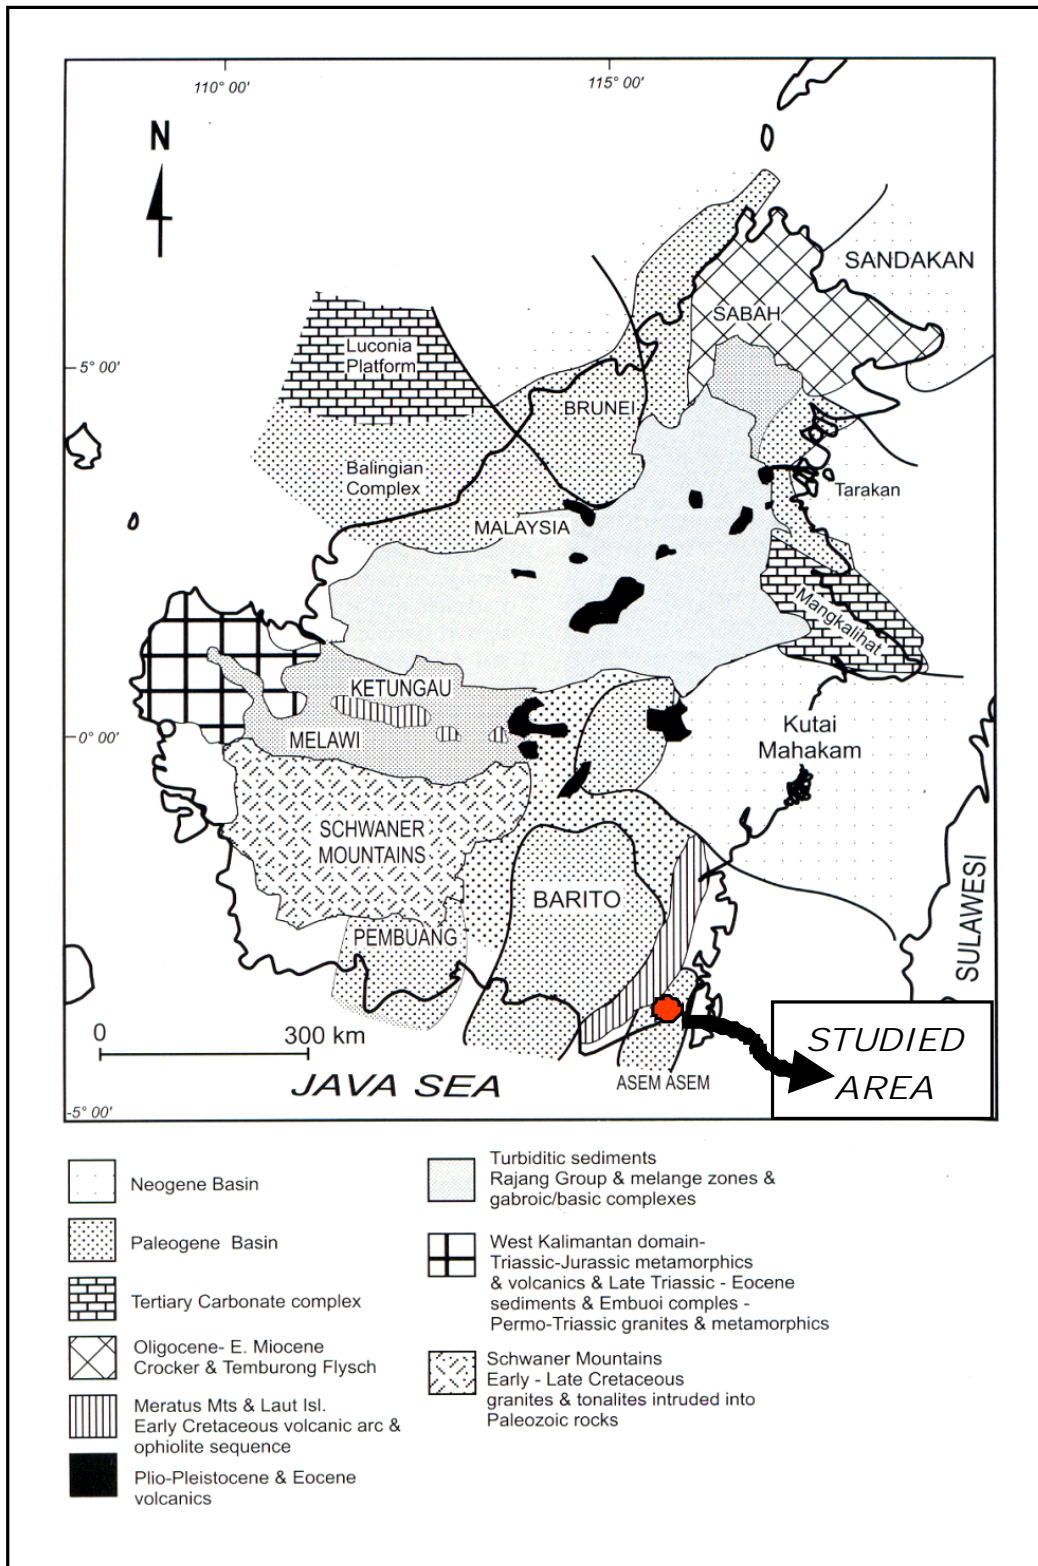 110° 00'
115° 00'
N
SANDAKAN
SABAH
Luconia
Platform
5° 00'
BRUNEI
Balingian
Complex
Tarakan
MALAYSIA
Mangkalihat
KETUNGAU
Kutai
Mahakam
0° 00'
MELAWI
SCHWANER
MOUNTAINS
BARITO
SULAWESI
PEMBUANG
0
300 km
STUDIED
AREA
JAVA SEA
ASEM ASEM
-5° 00'
Neogene Basin
Paleogene Basin
Tertiary Carbonate complex
Oligocene- E. Miocene
Crocker & Temburong Flysch
Meratus Mts & Laut Isl.
Early Cretaceous volcanic arc &
ophiolite sequence
Plio-Pleistocene & Eocene
volcanics
Turbiditic sediments
Rajang Group & melange zones &
gabroic/basic complexes
West Kalimantan domain-
Triassic-Jurassic metamorphics
& volcanics & Late Triassic - Eocene
sediments & Embuoi comples -
Permo-Triassic granites & metamorphics
Schwaner Mountains
Early - Late Cretaceous
granites & tonalites intruded into
Paleozoic rocks